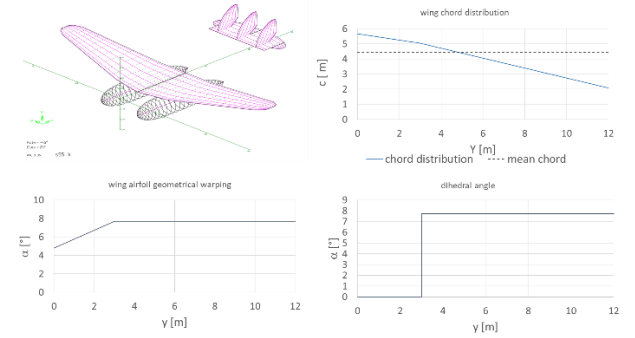 wing chord distribution
6
5
4
3
2
1
0
c [ m]
0 2 4 6 8 10 12
Y [m]
chord distribution mean chord
wing airfoil geometrical warping
10
8
6
4
2
0
α [°]
0 2 4 6 8 10 12
y [m]
dihedral angle
9
8
7
6
5
4
3
2
1
0
α [°]
0 2 4 6 8 10 12
y [m]